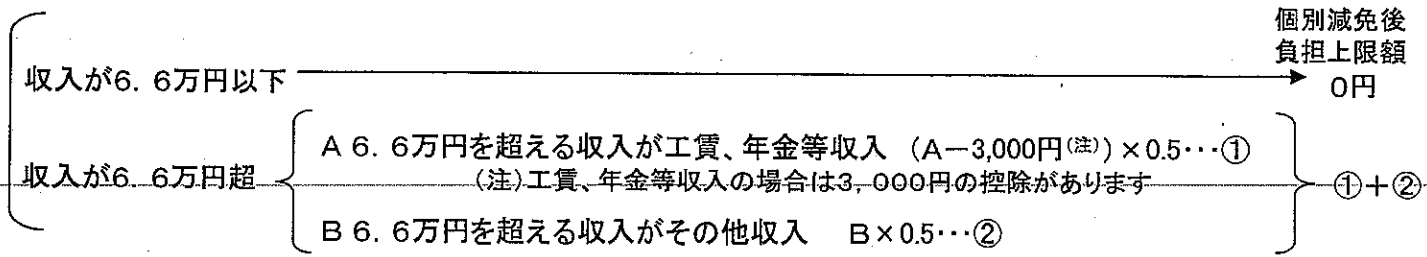 個別減免後
負担上限額
収入が6．6万円以下
0円
A 6．6万円を超える収入が工賃、年金等収入 （A－3,000円(注)）×0.5･･･①
収入が6．6万円超
(注)工賃、年金等収入の場合は3，000円の控除があります
①＋②
B 6．6万円を超える収入がその他収入 B×0.5･･･②